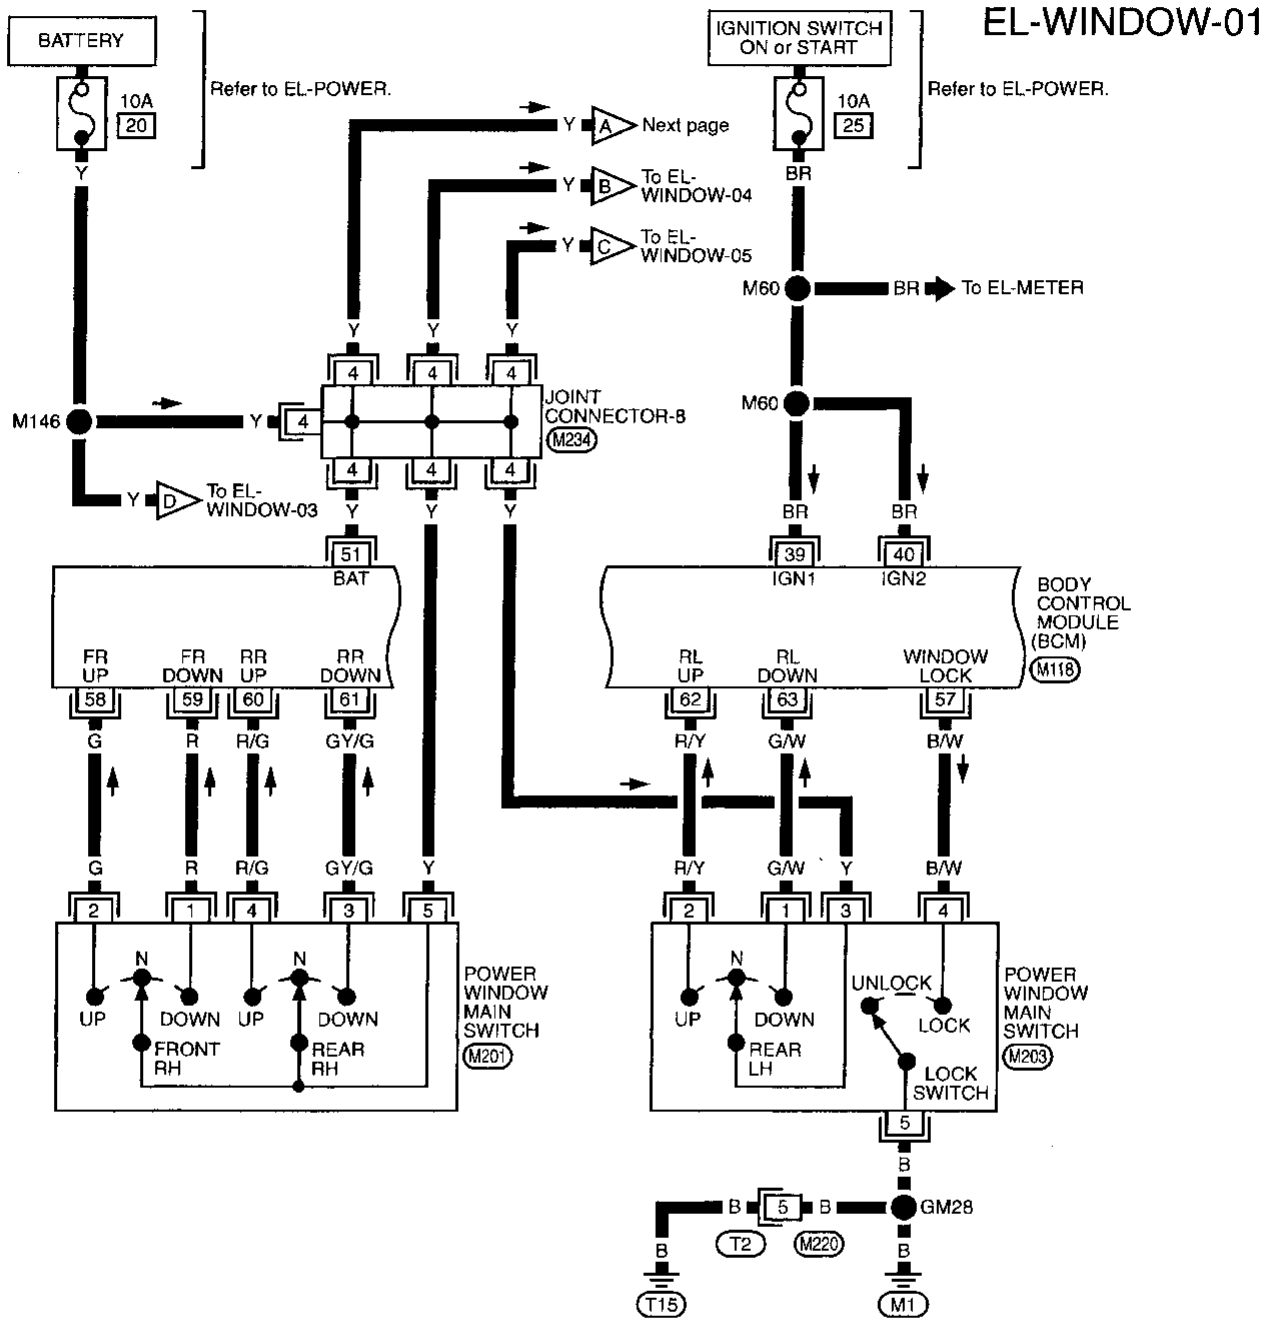 EL-WINDOW-01
BATTERY
10A
20
Refer to EL-POWER.
IGNITION SWITCH
ON or START
10A
25
Refer to EL-POWER.
Y
BR
Y
A
Next page
Y
B
To EL-
WINDOW-04
Y
C
To EL-
WINDOW-05
M60
BR
To EL-METER
Y
Y
Y
4
4
4
M146
Y
4
JOINT
CONNECTOR-8
M234
4
4
4
Y
D
To EL-
WINDOW-03
Y
Y
Y
M60
BR
BR
51
BAT
39
40
IGN1
IGN2
BODY
CONTROL
MODULE
(BCM)
M118
FR
UP
FR
DOWN
RR
UP
RR
DOWN
RL
UP
RL
DOWN
WINDOW
LOCK
58
59
60
61
62
63
57
G
R
R/G
GY/G
R/Y
G/W
B/W
G
R
R/G
GY/G
Y
R/Y
G/W
Y
B/W
2
1
4
3
5
2
1
3
4
N
UP
DOWN
FRONT
RH
N
UP
DOWN
REAR
RH
POWER
WINDOW
MAIN
SWITCH
M201
N
UP
DOWN
REAR
LH
UNLOCK
LOCK
LOCK
SWITCH
POWER
WINDOW
MAIN
SWITCH
M203
5
B
B
5
B
GM28
T2
M220
B
B
T15
M1